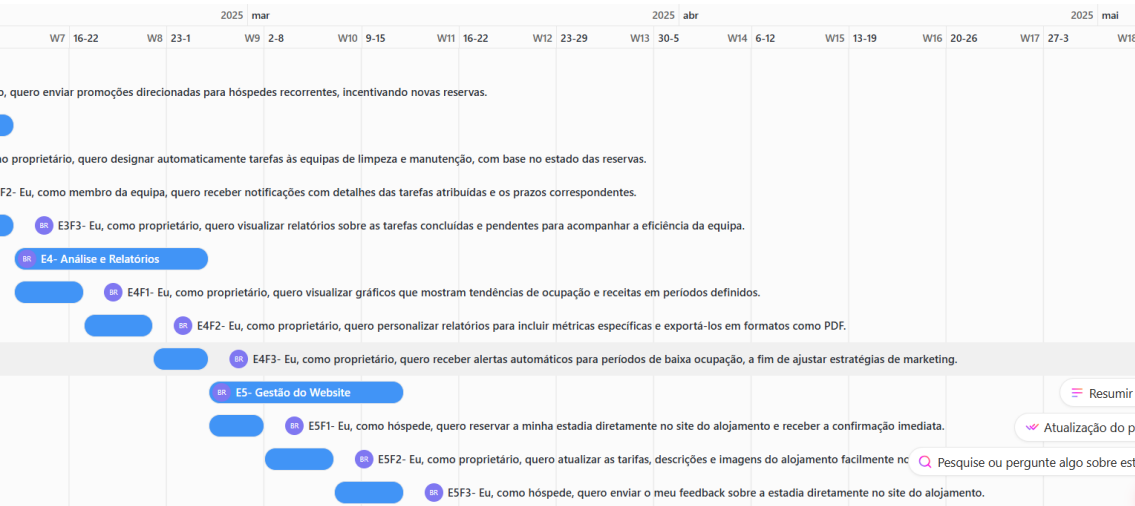 2025 mar 2025 abr 2025 mai
W7 16-22 W8 23-1 W9 2-8 W10 9-15 W11 16-22 W12 23-29 W13 30-5 W14 6-12 W15 13-19 W16 20-26 W17 27-3 W18
o, quero enviar promoções direcionadas para hóspedes recorrentes, incentivando novas reservas.
o proprietário, quero designar automaticamente tarefas às equipas de limpeza e manutenção, com base no estado das reservas.
F2- Eu, como membro da equipa, quero receber notificações com detalhes das tarefas atribuídas e os prazos correspondentes.
BR E3F3- Eu, como proprietário, quero visualizar relatórios sobre as tarefas concluídas e pendentes para acompanhar a eficiência da equipa.
BR E4- Análise e Relatórios
BR E4F1- Eu, como proprietário, quero visualizar gráficos que mostram tendências de ocupação e receitas em períodos definidos.
BR E4F2- Eu, como proprietário, quero personalizar relatórios para incluir métricas específicas e exportá-los em formatos como PDF.
BR E4F3- Eu, como proprietário, quero receber alertas automáticos para períodos de baixa ocupação, a fim de ajustar estratégias de marketing.
BR E5- Gestão do Website
Resumir
BR E5F1- Eu, como hóspede, quero reservar a minha estadia diretamente no site do alojamento e receber a confirmação imediata.
Atualização do p
BR E5F2- Eu, como proprietário, quero atualizar as tarifas, descrições e imagens do alojamento facilmente no
Pesquise ou pergunte algo sobre est
BR E5F3- Eu, como hóspede, quero enviar o meu feedback sobre a estadia diretamente no site do alojamento.